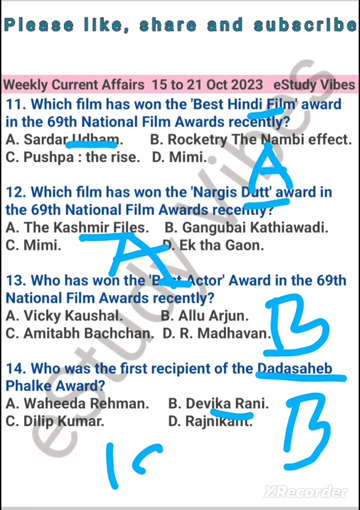 Please like, share and subscribe
Weekly Current Affairs 15 to 21 Oct 2023 eStudy Vibes
11. Which film has won the 'Best Hindi Film' award
in the 69th National Film Awards recently?
A. Sardar Udham. B. Rocketry The Nambi effect.
C. Pushpa : the rise. D. Mimi.
A
12. Which film has won the 'Nargis Dutt' award in
the 69th National Film Awards recently?
A. The Kashmir Files. B. Gangubai Kathiawadi.
C. Mimi. D. Ek tha Gaon.
A
13. Who has won the 'Best Actor' Award in the 69th
National Film Awards recently?
A. Vicky Kaushal. B. Allu Arjun.
C. Amitabh Bachchan. D. R. Madhavan.
B
14. Who was the first recipient of the Dadasaheb
Phalke Award?
A. Waheeda Rehman. B. Devika Rani.
C. Dilip Kumar. D. Rajnikant.
B
eStudy Vibes
XRecorder